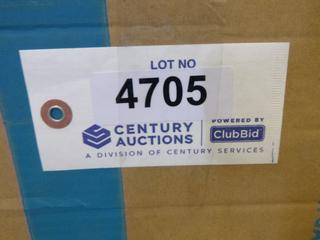 LOT NO
4705
CENTURY
AUCTIONS
POWERED BY
ClubBid
A DIVISION OF CENTURY SERVICES